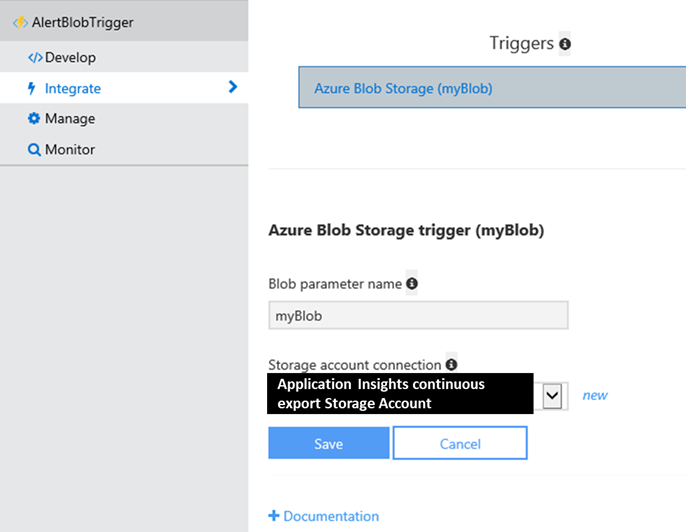 AlertBlobTrigger
Develop
Integrate
Manage
Monitor
Triggers
Azure Blob Storage (myBlob)
Azure Blob Storage trigger (myBlob)
Blob parameter name
myBlob
Storage account connection
Application Insights continuous
export Storage Account
new
Save
Cancel
Documentation